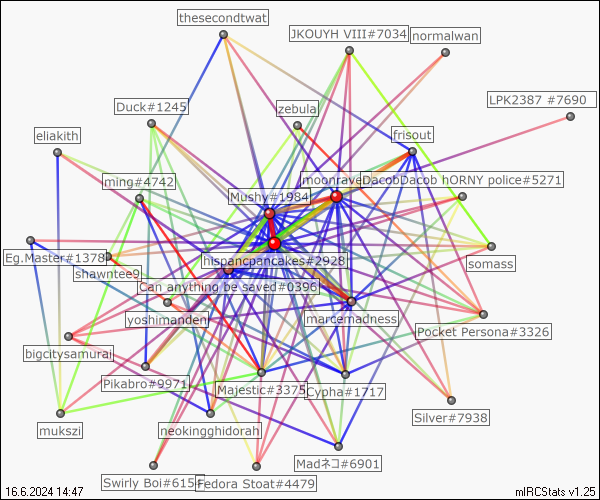 thesecondtwat
JKOUYH VIII#7034
normalwan
LPK2387 #7690
Duck#1245
zebula
eliakith
frisout
ming#4742
moonrave
DacobDacob hORNY police#5271
Mushy#1984
Eg.Master#1378
hispancpancakes#2928
somass
shawntee9
Can anything be saved#0396
yoshimanden
marcemadness
Pocket Persona#3326
bigcitysamurai
Pikabro#9971
Majestic#3375
Cypha#1717
Silver#7938
mukszi
neokingghidorah
Madネコ#6901
Swirly Boi#615
Fedora Stoat#4479
16.6.2024 14:47
mIRCStats v1.25